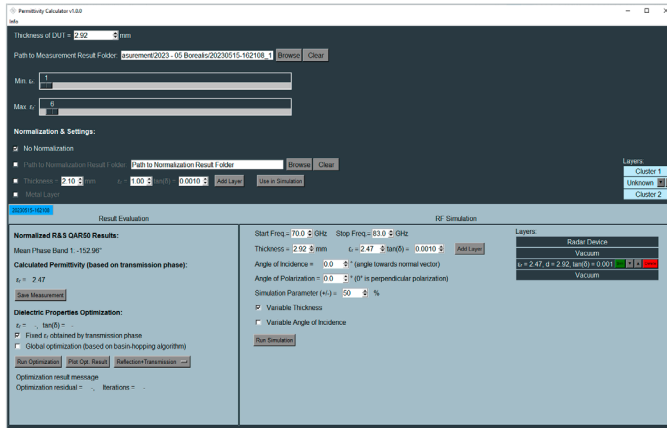 Permittivity Calculator v1.0.0
Info
Thickness of DUT = 2.92 mm
Path to Measurement Result Folder: asurement/2023 - 05 Borealis/20230515-162108_1 Browse Clear
Min. εᵣ, 1
Max εᵣ 6
Normalization & Settings:
No Normalization
Path to Normalization Result Folder Path to Normalization Result Folder Browse Clear
Thickness = 2.10 mm εᵣ = 1.00 tan(δ) = 0.0010 Add Laye Use in Simulation
Metal Layer
Layers:
Cluster 1
Unknown
Cluster 2
20230515-162108
Result Evaluation
Normalized R&S QAR50 Results:
Mean Phase Band 1: -152.96°
Calculated Permittivity (based on transmission phase):
εᵣ = 2.47
Save Measurement
Dielectric Properties Optimization:
εᵣ = -, tan(δ) = -
Fixed εᵣ obtained by transmission phase
Global optimization (based on basin-hopping algorithm)
Run Optimization Plot Opt. Result Reflection+Transmission
Optimization result message
Optimization residual = -, Iterations = -
RF Simulation
Start Freq.= 70.0 GHz Stop Freq.= 83.0 GHz
Thickness = 2.92 mm εᵣ = 2.47 tan(δ) = 0.0010 Add Layer
Angle of Incidence = 0.0 ° (angle towards normal vector)
Angle of Polarization = 0.0 ° (0° is perpendicular polarization)
Simulation Parameter (+/-) = 50 %
Variable Thickness
Variable Angle of Incidence
Run Simulation
Layers:
Radar Device
Vacuum
εᵣ = 2.47, d = 2.92, tan(δ) = 0.001
Vacuum